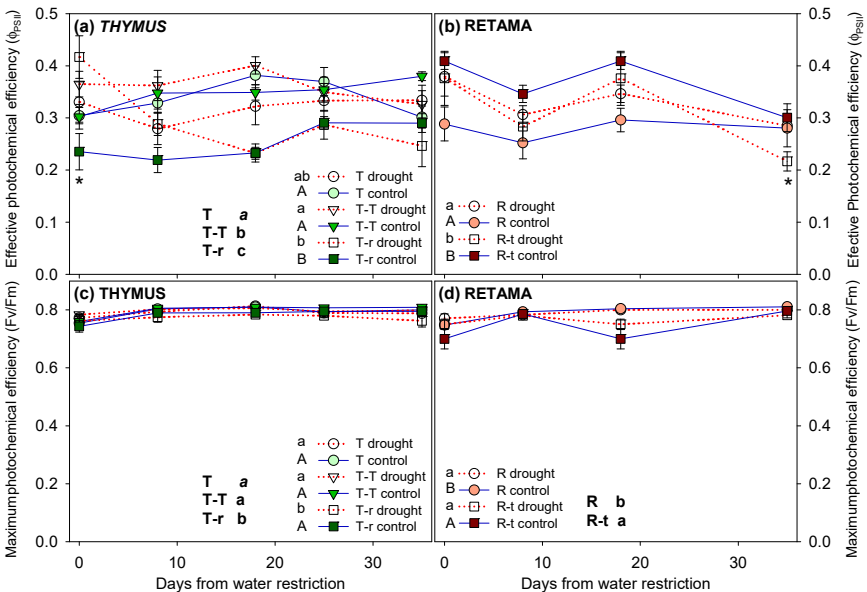 (a) THYMUS
Effective photochemical efficiency (ϕPSII)
0.5
0.4
0.3
0.2
0.1
0.0
*
T a
T-T b
T-r c
ab T drought
A T control
a T-T drought
A T-T control
b T-r drought
B T-r control
(b) RETAMA
Effective Photochemical efficiency (ϕPSII)
0.5
0.4
0.3
0.2
0.1
0.0
*
a R drought
A R control
b R-t drought
B R-t control
(c) THYMUS
Maximumphotochemical efficiency (Fv/Fm)
0.8
0.6
0.4
0.2
0.0
T a
T-T a
T-r b
a T drought
A T control
a T-T drought
A T-T control
b T-r drought
A T-r control
0 10 20 30
Days from water restriction
(d) RETAMA
Maximumphotochemical efficiency (Fv/Fm)
0.8
0.6
0.4
0.2
0.0
a R drought
B R control
a R-t drought
A R-t control
R b
R-t a
0 10 20 30
Days from water restriction